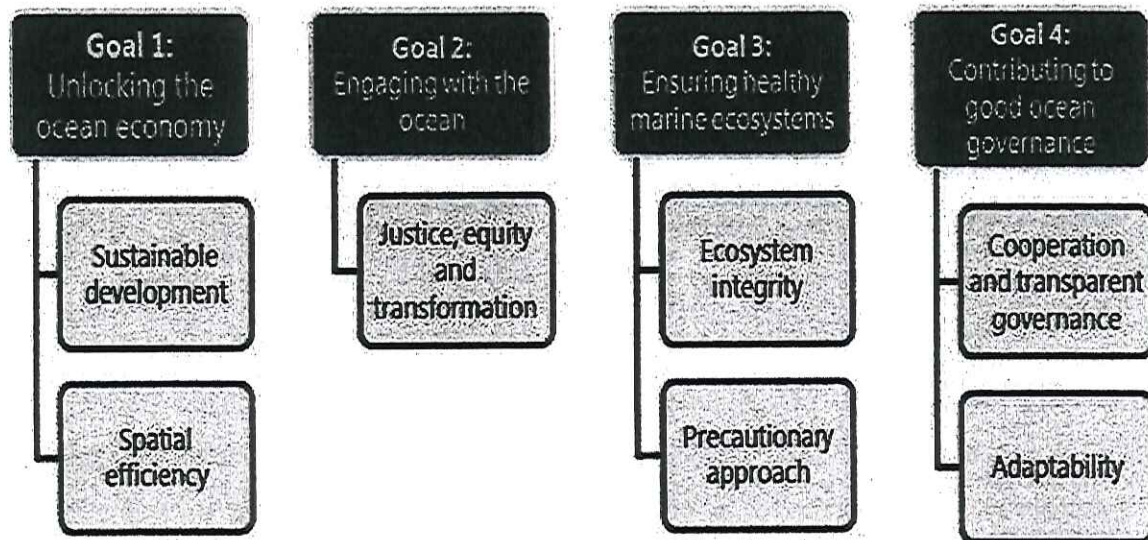 Goal 1:
Unlocking the
ocean economy
Sustainable
development
Spatial
efficiency
Goal 2:
Engaging with the
ocean
Justice, equity
and
transformation
Goal 3:
Ensuring healthy
marine ecosystems
Ecosystem
integrity
Precautionary
approach
Goal 4:
Contributing to
good ocean
governance
Cooperation
and transparent
governance
Adaptability